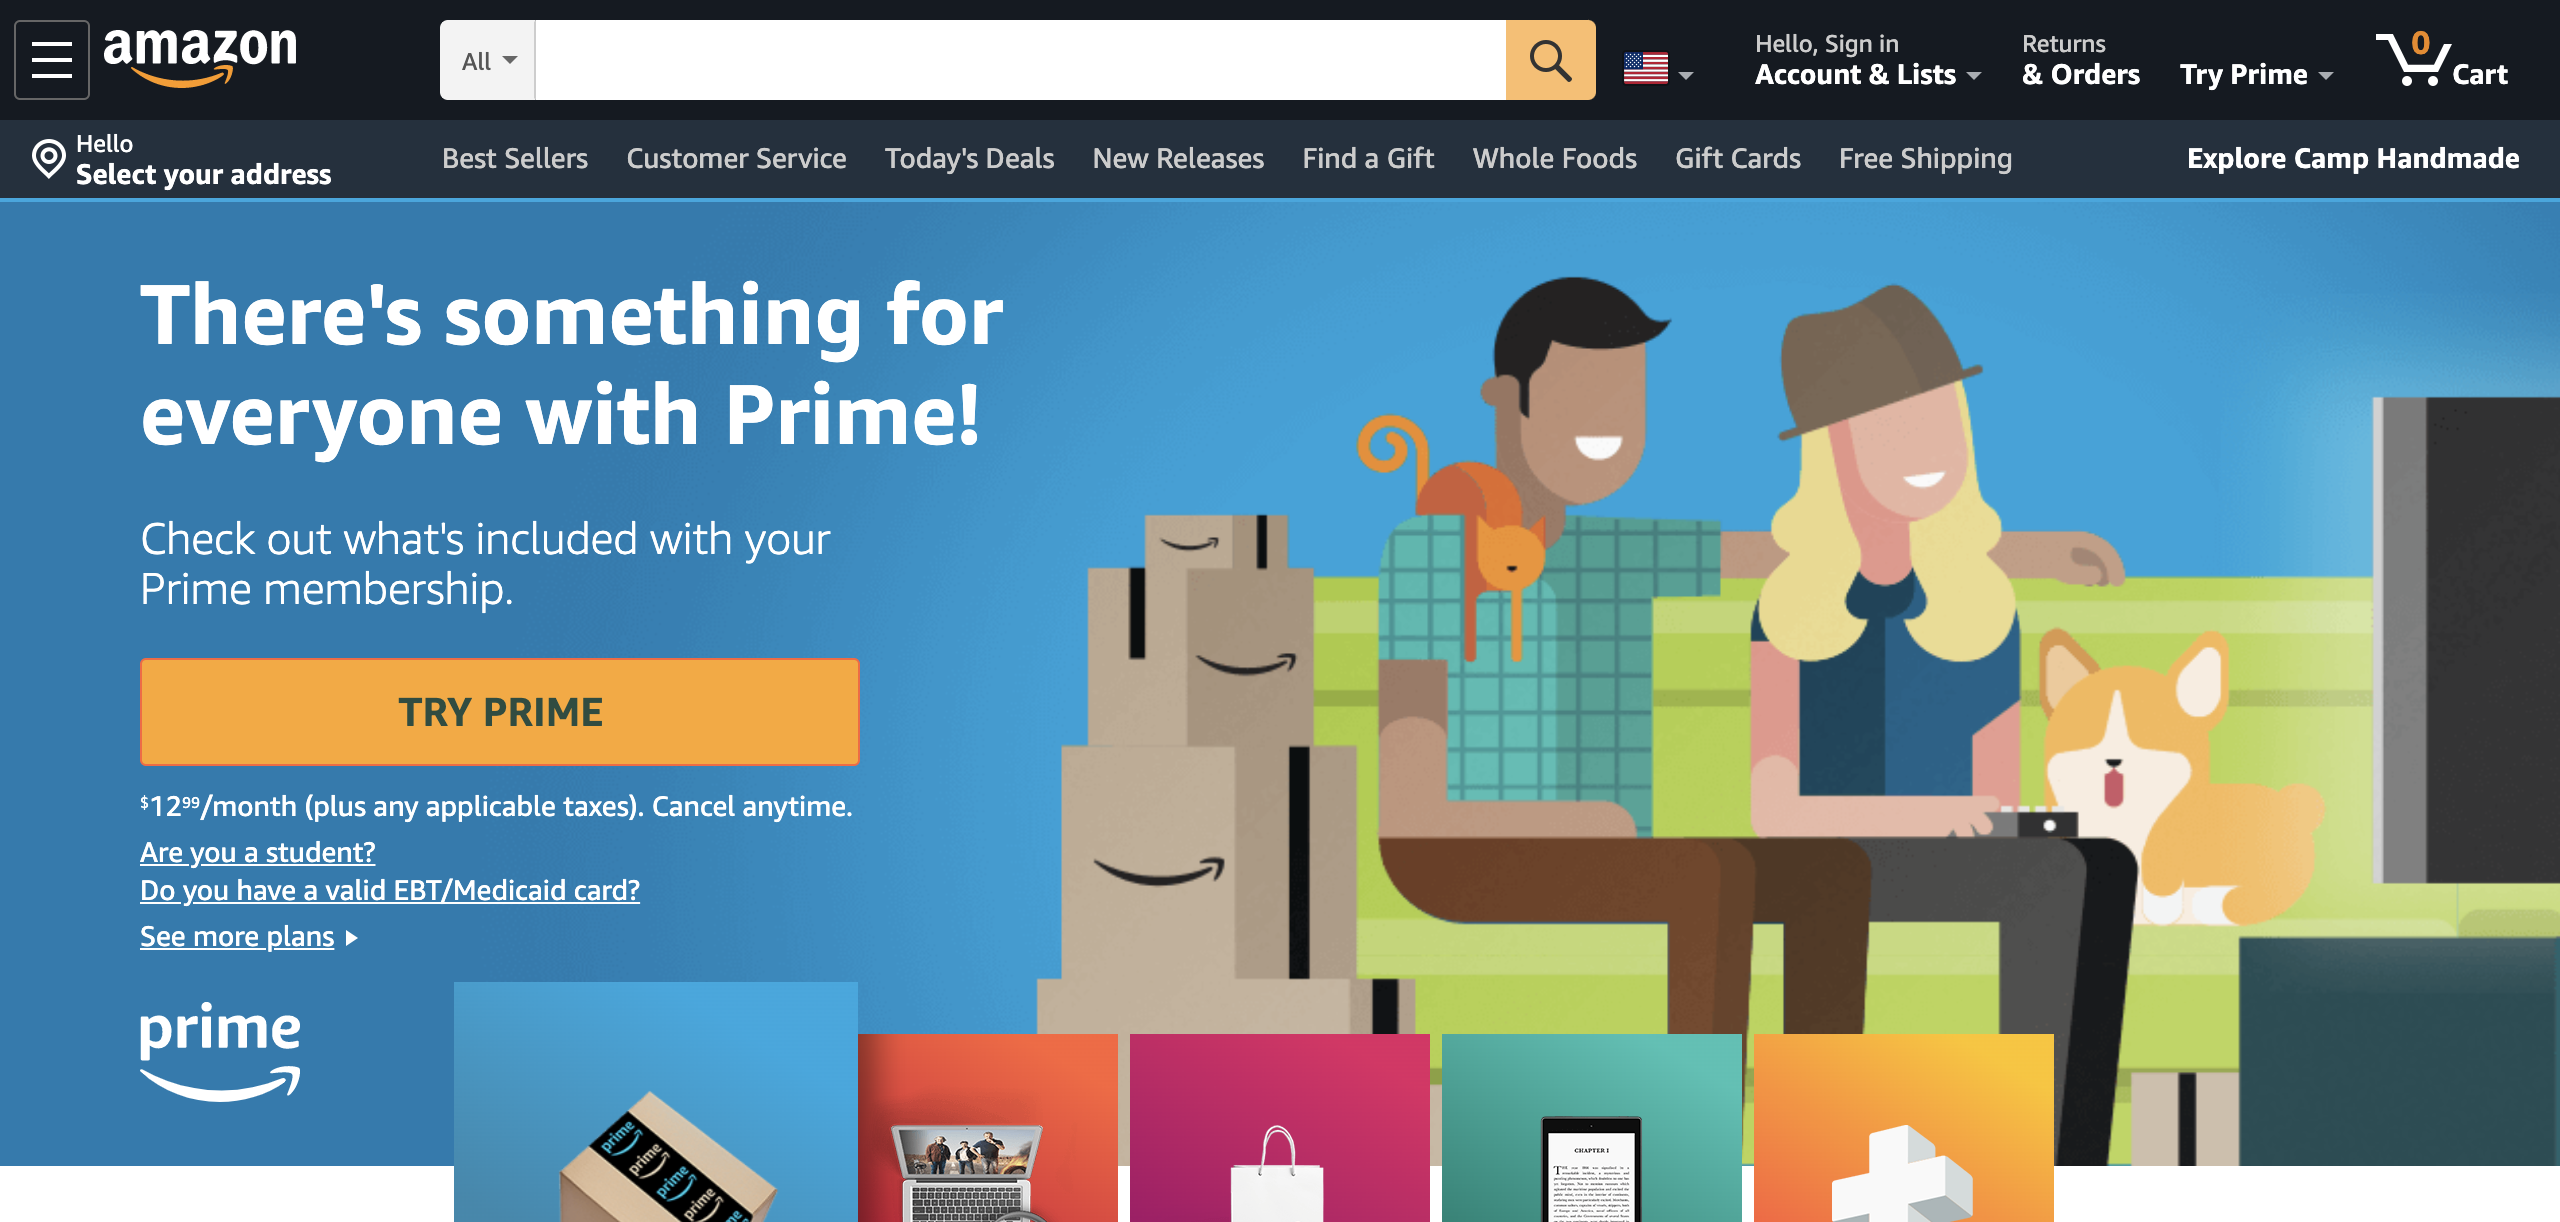 amazon
All
Hello, Sign in
Account & Lists
Returns
& Orders
Try Prime
0
Cart
Hello
Select your address
Best Sellers
Customer Service
Today's Deals
New Releases
Find a Gift
Whole Foods
Gift Cards
Free Shipping
Explore Camp Handmade
There's something for
everyone with Prime!
Check out what's included with your
Prime membership.
TRY PRIME
$1299/month (plus any applicable taxes). Cancel anytime.
Are you a student?
Do you have a valid EBT/Medicaid card?
See more plans
prime
prime
prime
prime
prime
prime
CHAPTER I